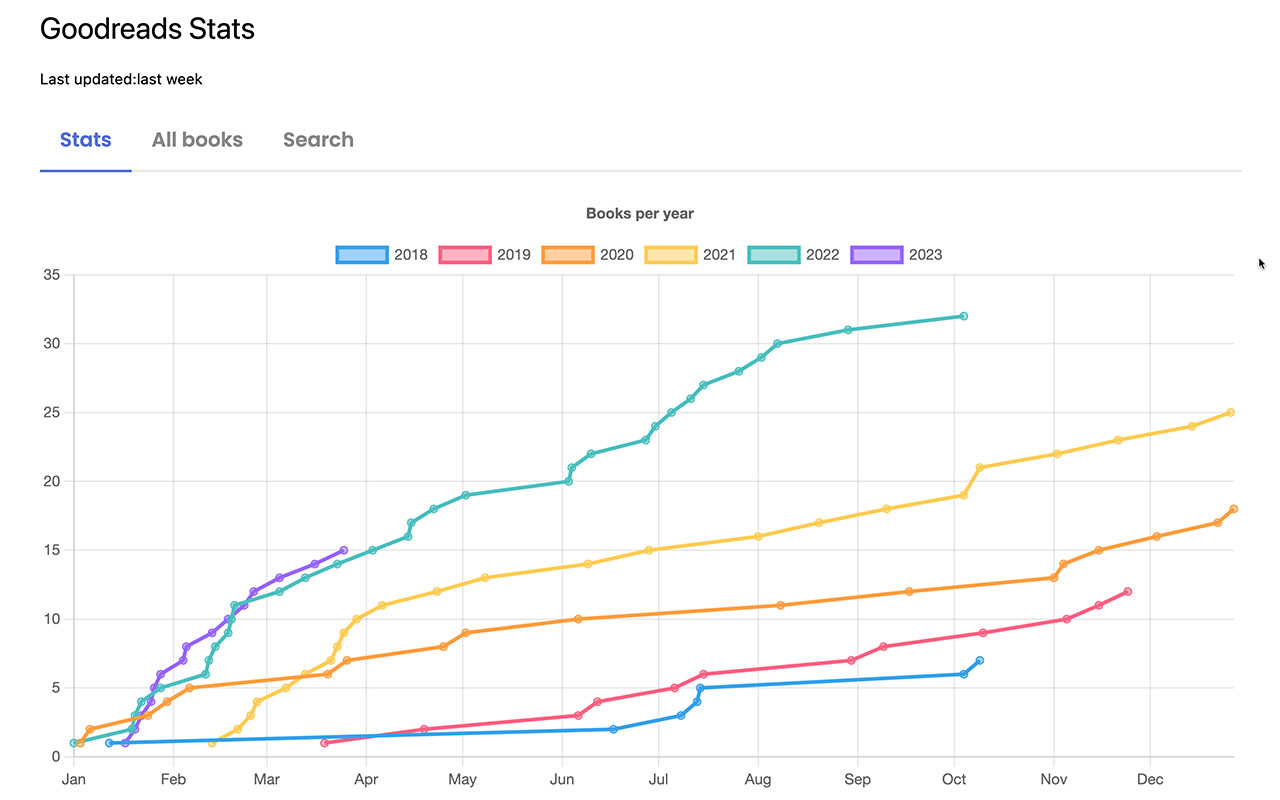 Goodreads Stats
Last updated:last week
Stats All books Search
Books per year
2018 2019 2020 2021 2022 2023
35
30
25
20
15
10
5
0
Jan Feb Mar Apr May Jun Jul Aug Sep Oct Nov Dec